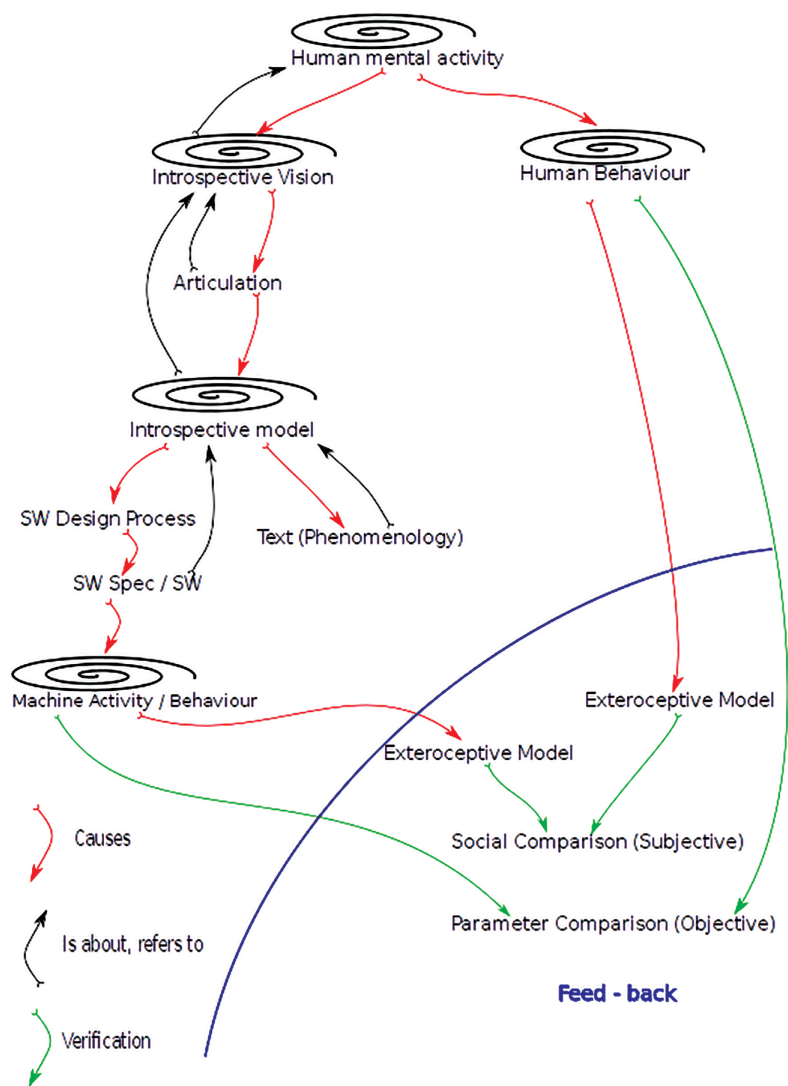 Human mental activity
Introspective Vision
Human Behaviour
Articulation
Introspective model
SW Design Process
Text (Phenomenology)
SW Spec / SW
Machine Activity / Behaviour
Exteroceptive Model
Exteroceptive Model
Causes
Social Comparison (Subjective)
Parameter Comparison (Objective)
Is about, refers to
Feed - back
Verification